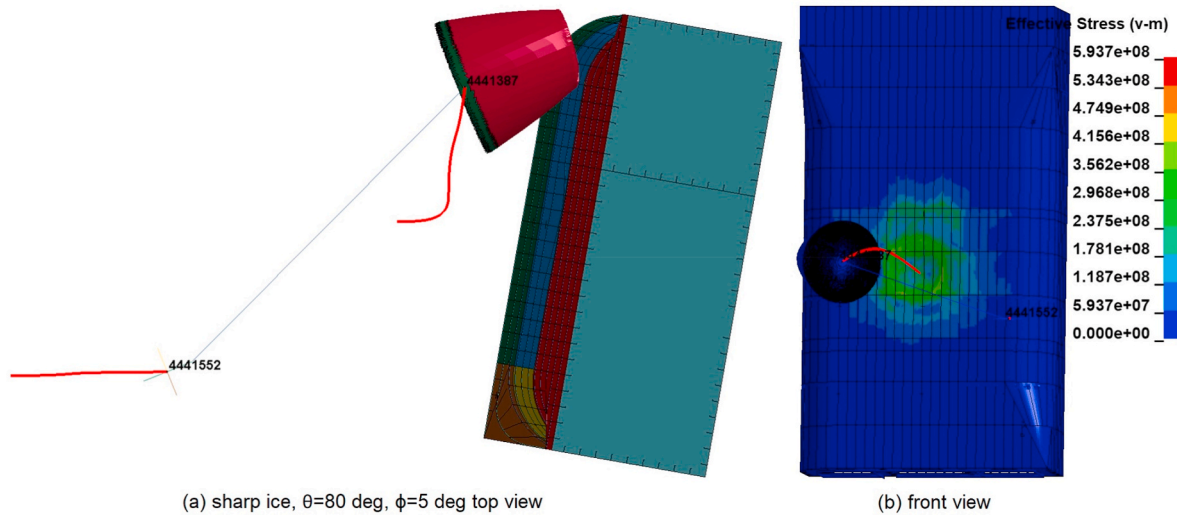 4441387
4441552
Effective Stress (v-m)
5.937e+08
5.343e+08
4.749e+08
4.156e+08
3.562e+08
2.968e+08
2.375e+08
1.781e+08
1.187e+08
5.937e+07
0.000e+00
4441552
(a) sharp ice, θ=80 deg, ϕ=5 deg top view
(b) front view